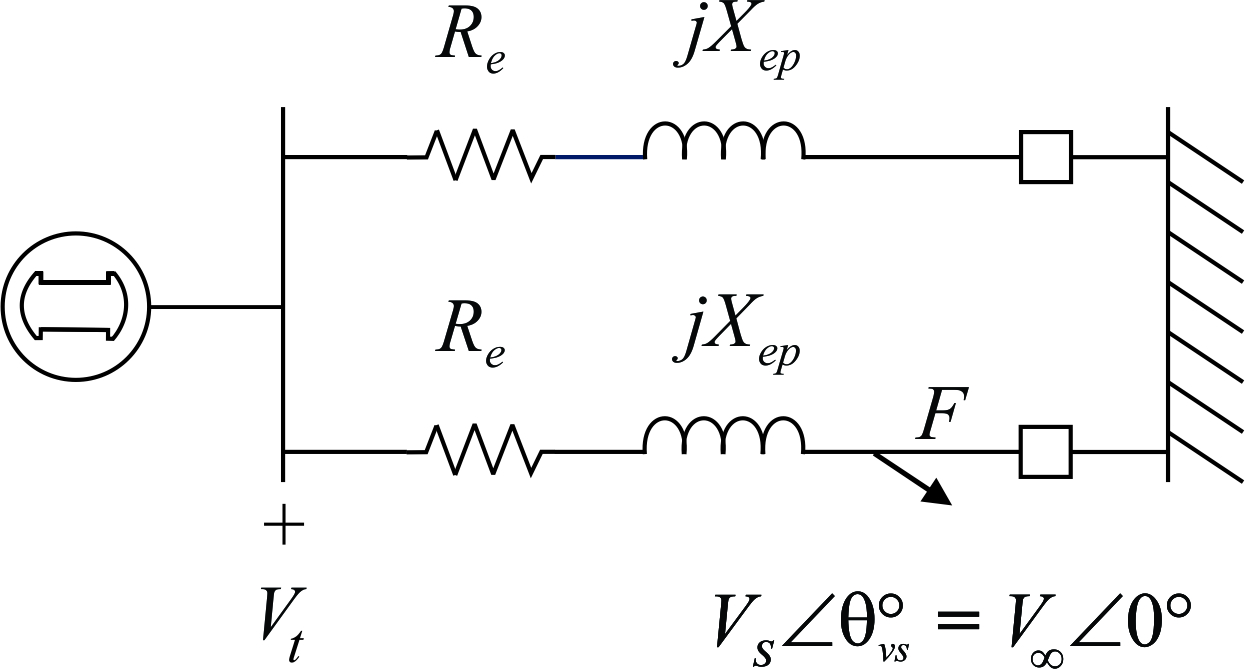 R_e jX_ep
R_e jX_ep
F
+
V_t
V_s∠θ°_vs = V_∞∠0°